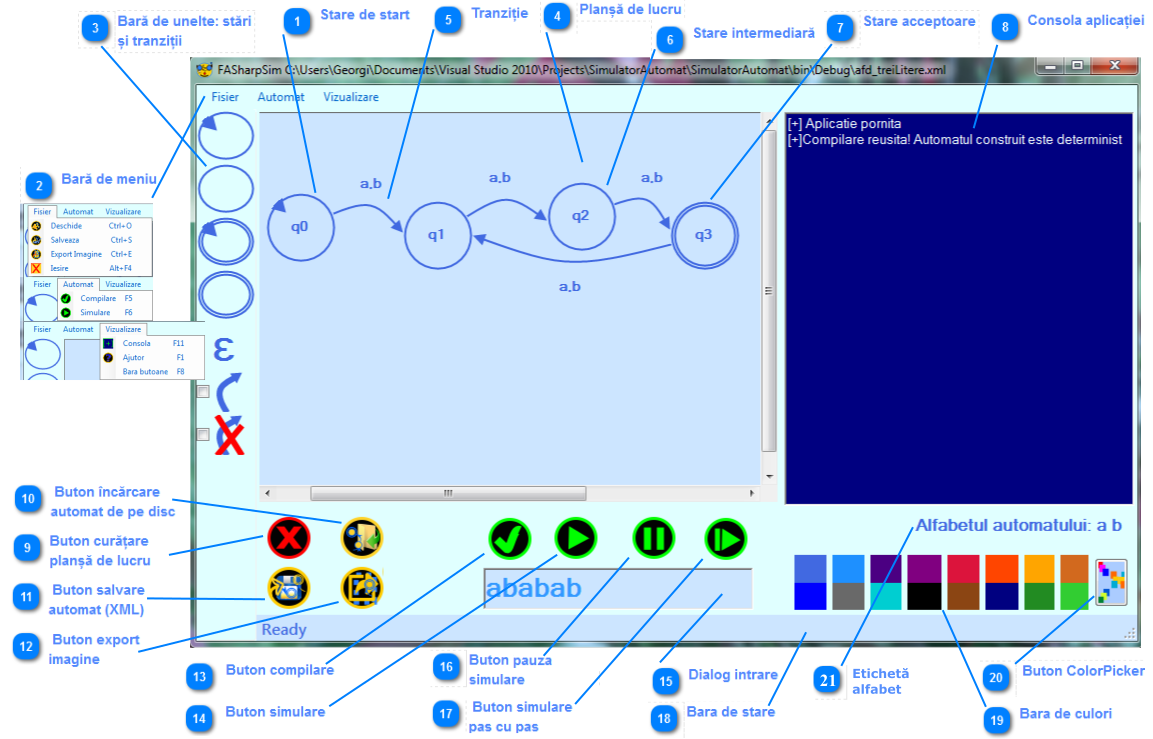 3
Bară de unelte: stări
și tranziții
1
Stare de start
5
Tranziție
4
Planșă de lucru
6
Stare intermediară
7
Stare acceptoare
8
Consola aplicației
FASharpSim C:\Users\Georgi\Documents\Visual Studio 2010\Projects\SimulatorAutomat\SimulatorAutomat\bin\Debug\afd_treiLitere.xml
Fisier Automat Vizualizare
[+] Aplicatie pornita
[+]Compilare reusita! Automatul construit este determinist
2
Bară de meniu
Fisier Automat Vizualizare
Deschide Ctrl+O
Salveaza Ctrl+S
Export Imagine Ctrl+E
Iesire Alt+F4
Fisier Automat Vizualizare
Compilare F5
Simulare F6
Fisier Automat Vizualizare
Consola F11
Ajutor F1
Bara butoane F8
ε
a,b
a,b
a,b
q0
q1
q2
q3
a,b
10
Buton încărcare
automat de pe disc
9
Buton curățare
planșă de lucru
11
Buton salvare
automat (XML)
12
Buton export
imagine
Alfabetul automatului: a b
ababab
Ready
13
Buton compilare
14
Buton simulare
16
Buton pauza
simulare
17
Buton simulare
pas cu pas
15
Dialog intrare
18
Bara de stare
21
Etichetă
alfabet
20
Buton ColorPicker
19
Bara de culori